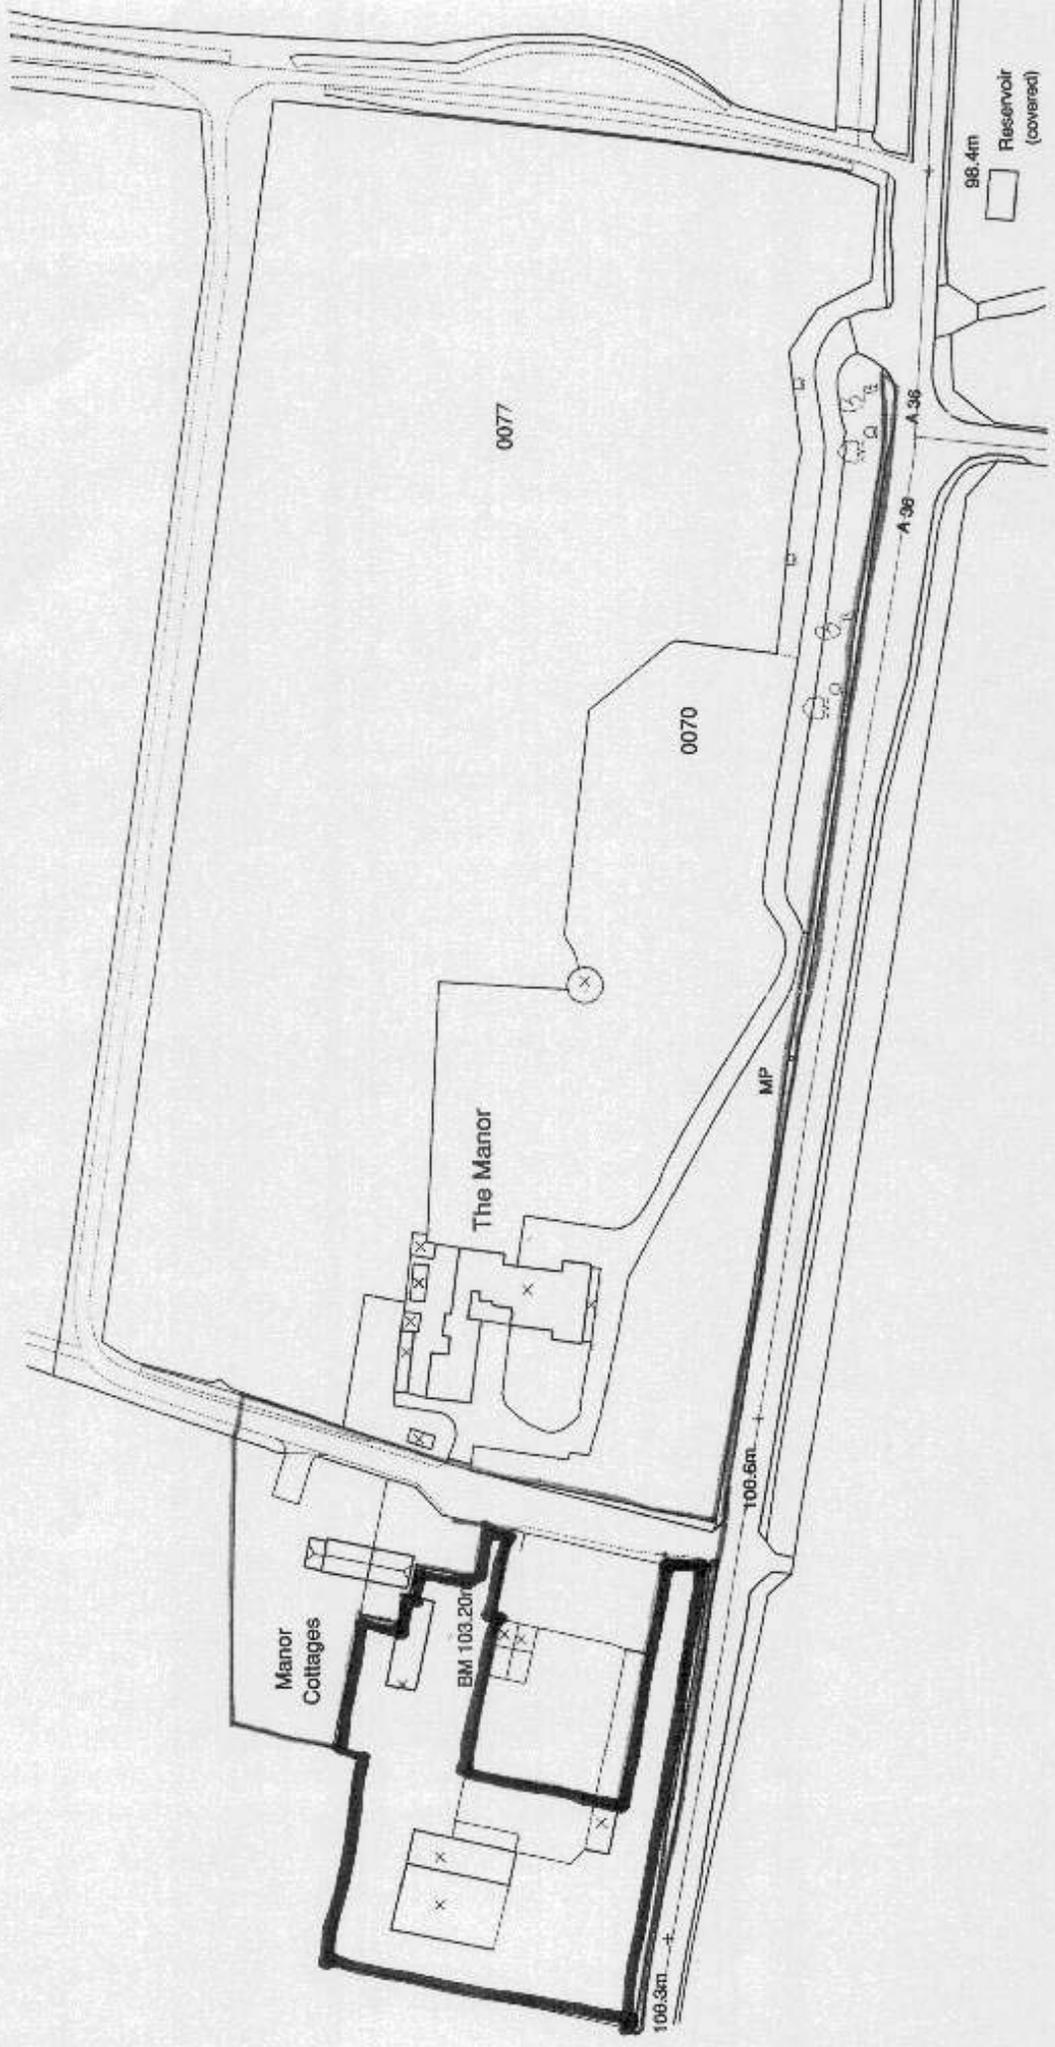 98.4m
Reservoir
(covered)
0077
A 36
A 36
0070
MP
The Manor
100.6m
Manor
Cottages
BM 103.20m
100.3m